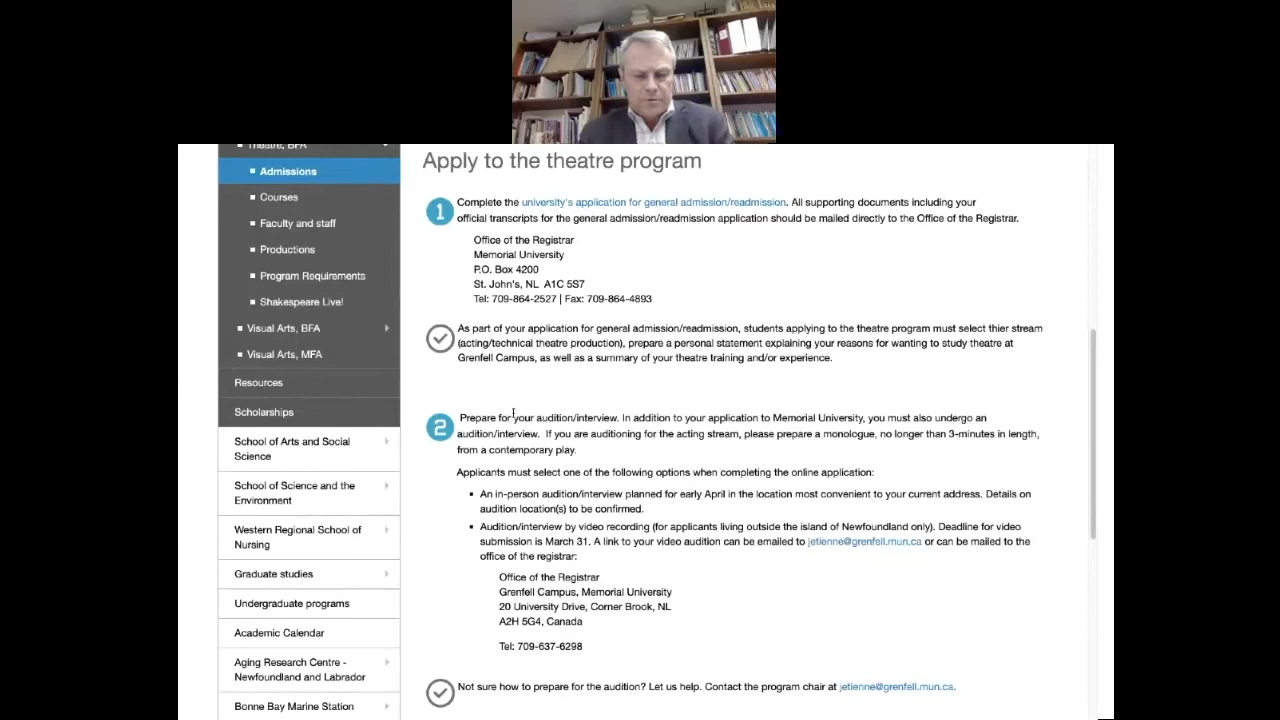 Theatre, BFA
Admissions
Courses
Faculty and staff
Productions
Program Requirements
Shakespeare Live!
Visual Arts, BFA
Visual Arts, MFA
Resources
Scholarships
School of Arts and Social
Science
School of Science and the
Environment
Western Regional School of
Nursing
Graduate studies
Undergraduate programs
Academic Calendar
Aging Research Centre -
Newfoundland and Labrador
Bonne Bay Marine Station
Apply to the theatre program
1 Complete the university's application for general admission/readmission. All supporting documents including your
official transcripts for the general admission/readmission application should be mailed directly to the Office of the Registrar.
Office of the Registrar
Memorial University
P.O. Box 4200
St. John's, NL A1C 5S7
Tel: 709-864-2527 | Fax: 709-864-4893
As part of your application for general admission/readmission, students applying to the theatre program must select thier stream
(acting/technical theatre production), prepare a personal statement explaining your reasons for wanting to study theatre at
Grenfell Campus, as well as a summary of your theatre training and/or experience.
2 Prepare for your audition/interview. In addition to your application to Memorial University, you must also undergo an
audition/interview. If you are auditioning for the acting stream, please prepare a monologue, no longer than 3-minutes in length,
from a contemporary play.
Applicants must select one of the following options when completing the online application:
An in-person audition/interview planned for early April in the location most convenient to your current address. Details on
audition location(s) to be confirmed.
Audition/interview by video recording (for applicants living outside the island of Newfoundland only). Deadline for video
submission is March 31. A link to your video audition can be emailed to jetienne@grenfell.mun.ca or can be mailed to the
office of the registrar:
Office of the Registrar
Grenfell Campus, Memorial University
20 University Drive, Corner Brook, NL
A2H 5G4, Canada
Tel: 709-637-6298
Not sure how to prepare for the audition? Let us help. Contact the program chair at jetienne@grenfell.mun.ca.